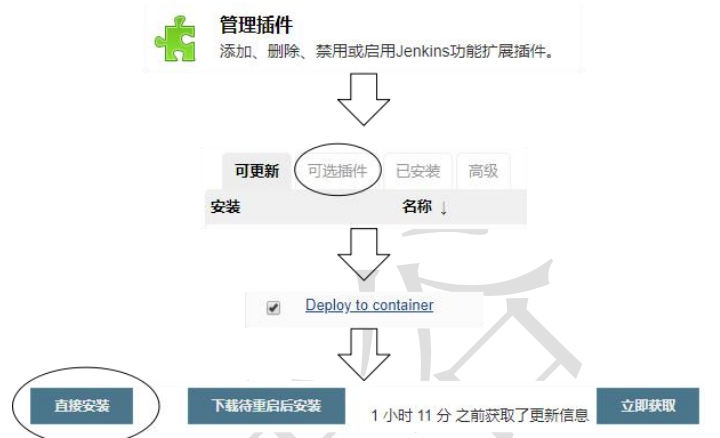 管理插件
添加、删除、禁用或启用Jenkins功能扩展插件。
可更新 可选插件 已安装 高级
安装 名称 ↓
Deploy to container
直接安装 下载待重启后安装 1 小时 11 分 之前获取了更新信息 立即获取